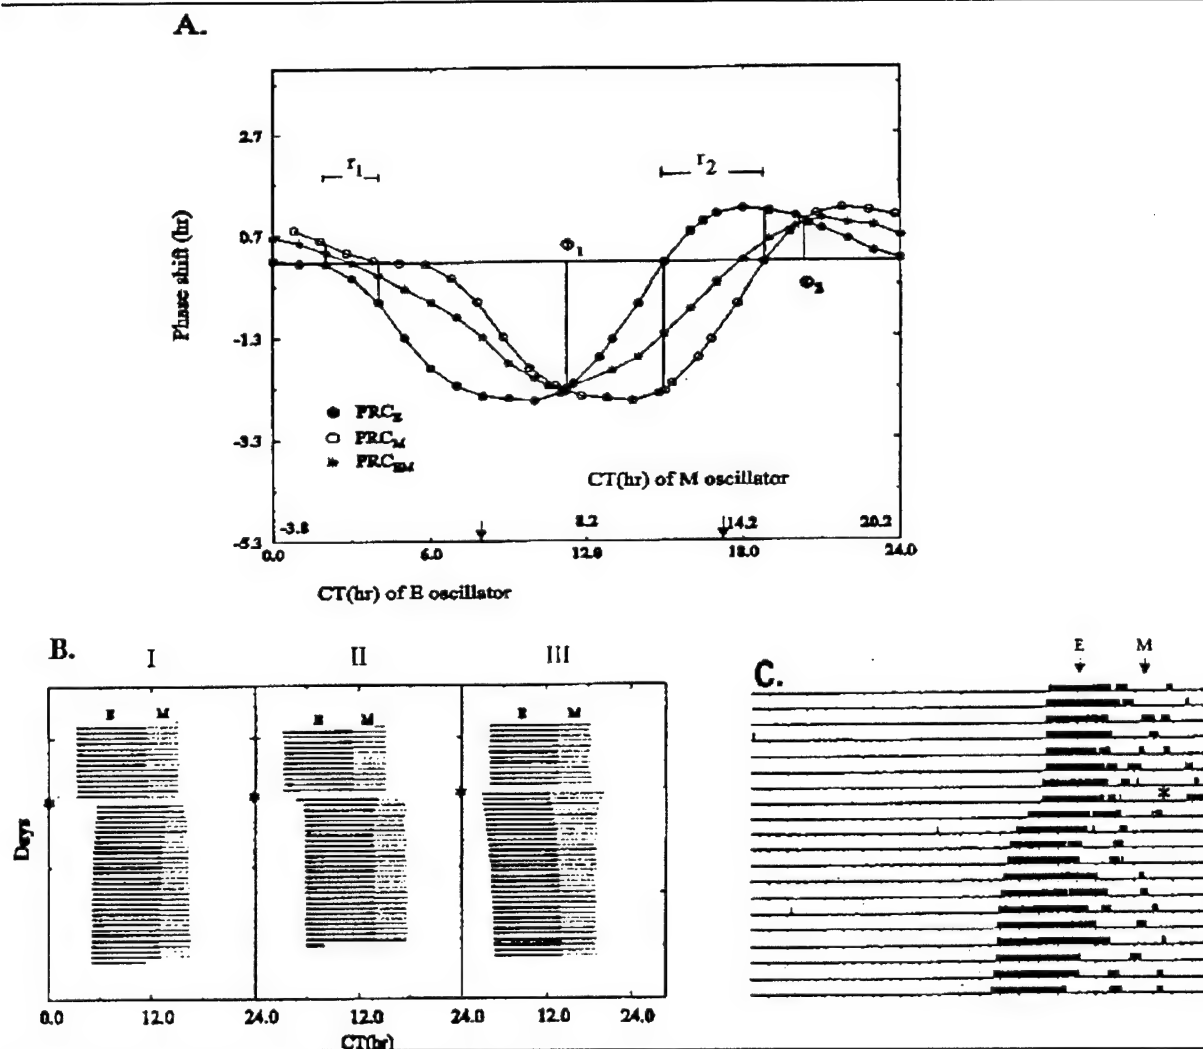 A.
2.7
r1
r2
0.7
Φ1
Φ2
Phase shift (hr)
-1.3
PRCE
PRCM
PRCEM
-3.3
CT(hr) of M oscillator
-3.8 8.2 14.2 20.2
-5.3
0.0 6.0 12.0 18.0 24.0
CT(hr) of E oscillator
B.
I II III
E M E M E M
*
*
*
Days
0.0 12.0 24.0 12.0 24.0 12.0 24.0
CT(hr)
C.
E M
*